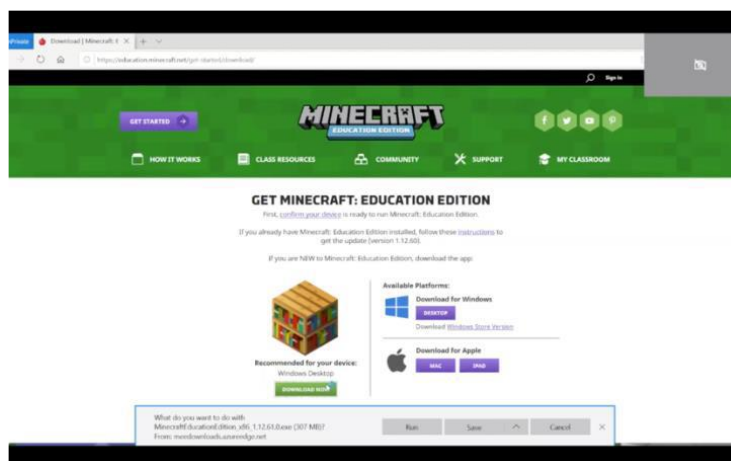 Download | Minecraft: E
https://education.minecraft.net/get-started/download/
Sign in
GET STARTED
MINECRAFT
EDUCATION EDITION
HOW IT WORKS
CLASS RESOURCES
COMMUNITY
SUPPORT
MY CLASSROOM
GET MINECRAFT: EDUCATION EDITION
First, confirm your device is ready to run Minecraft: Education Edition.
If you already have Minecraft: Education Edition installed, follow these instructions to
get the update (version 1.12.60).
If you are NEW to Minecraft: Education Edition, download the app:
Available Platforms:
Download for Windows
DESKTOP
Download Windows Store Version
Download for Apple
MAC
IPAD
Recommended for your device:
Windows Desktop
DOWNLOAD NOW
What do you want to do with
MinecraftEducationEdition_x86_1.12.61.0.exe (307 MB)?
From: meedownloads.azureedge.net
Run
Save
Cancel